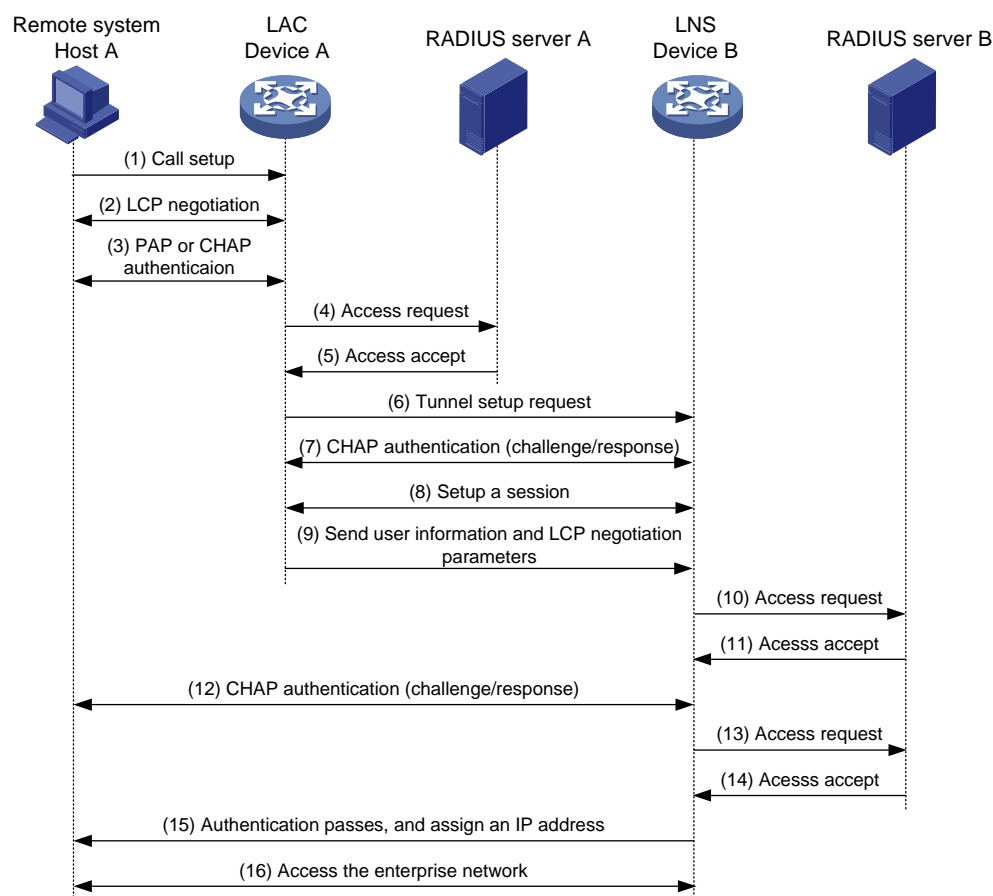 Remote system
Host A
LAC
Device A
RADIUS server A
LNS
Device B
RADIUS server B
(1) Call setup
(2) LCP negotiation
(3) PAP or CHAP
authenticaion
(4) Access request
(5) Access accept
(6) Tunnel setup request
(7) CHAP authentication (challenge/response)
(8) Setup a session
(9) Send user information and LCP negotiation
parameters
(10) Access request
(11) Acesss accept
(12) CHAP authentication (challenge/response)
(13) Access request
(14) Acesss accept
(15) Authentication passes, and assign an IP address
(16) Access the enterprise network